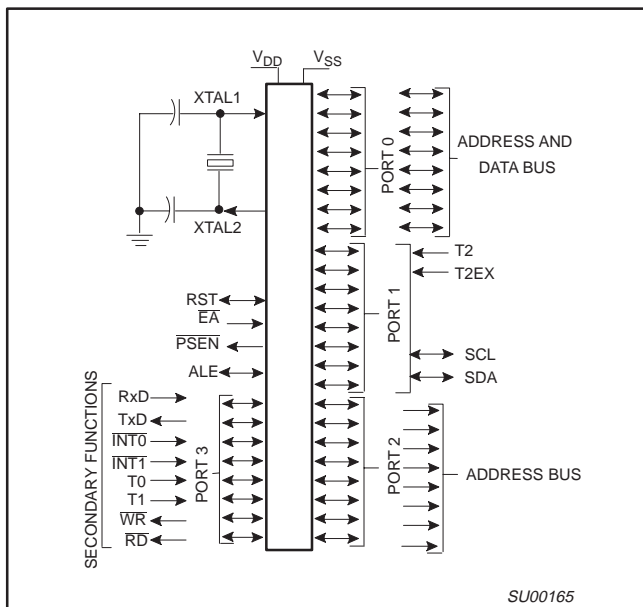 VDD
VSS
XTAL1
XTAL2
PORT 0
ADDRESS AND
DATA BUS
PORT 1
T2
T2EX
SCL
SDA
RST
EA
PSEN
ALE
SECONDARY FUNCTIONS
RxD
TxD
INT0
INT1
T0
T1
WR
RD
PORT 3
PORT 2
ADDRESS BUS
SU00165